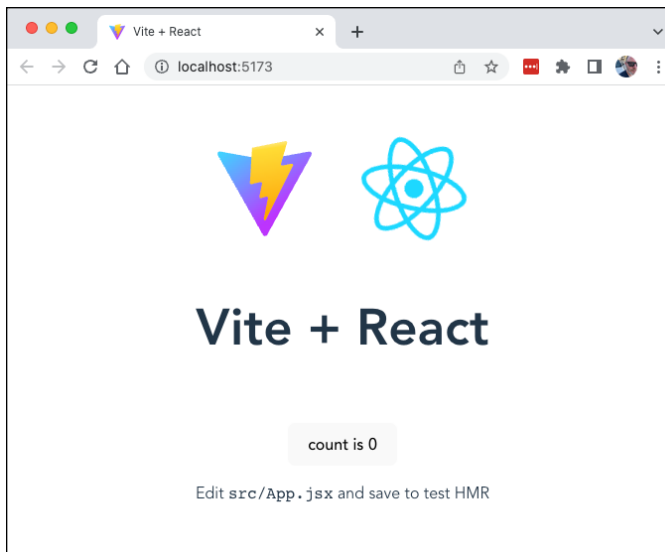 Vite + React
localhost:5173
Vite + React
count is 0
Edit src/App.jsx and save to test HMR